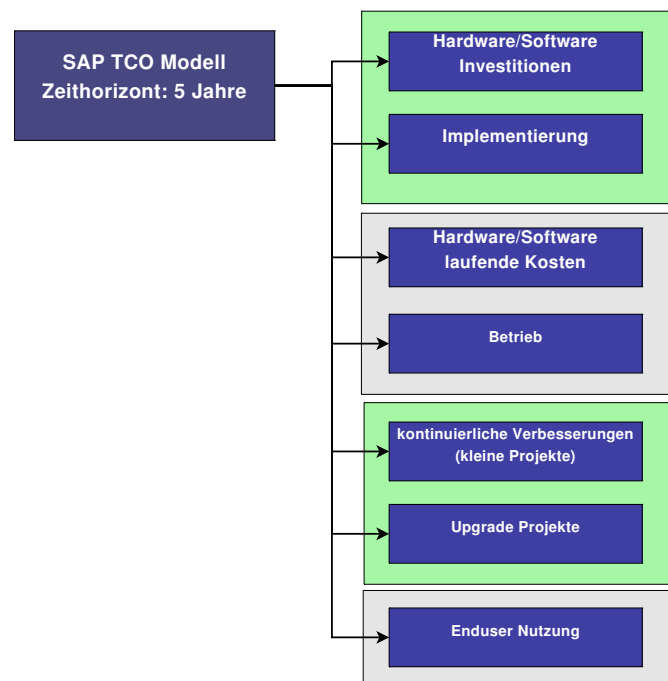 SAP TCO Modell
Zeithorizont: 5 Jahre
Hardware/Software
Investitionen
Implementierung
Hardware/Software
laufende Kosten
Betrieb
kontinuierliche Verbesserungen
(kleine Projekte)
Upgrade Projekte
Enduser Nutzung